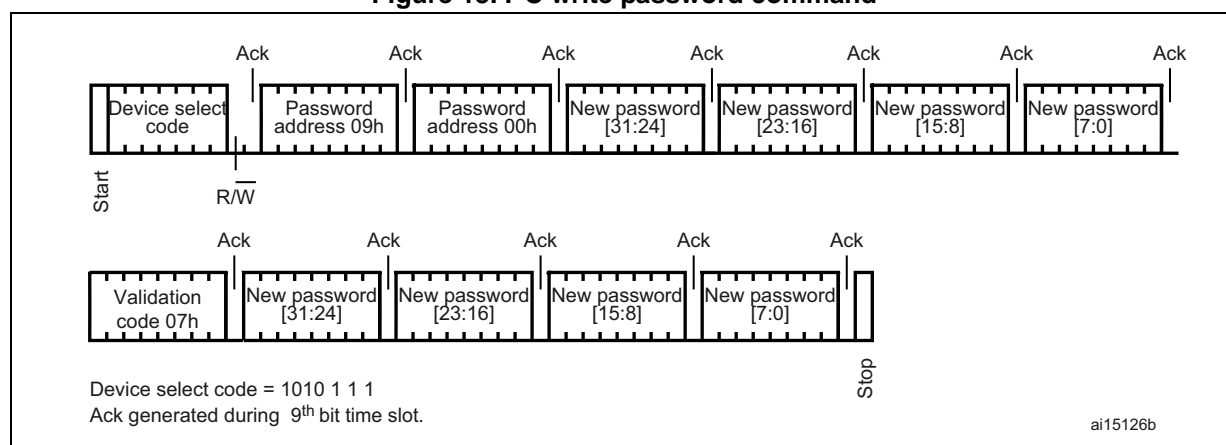 Ack Ack Ack Ack Ack Ack Ack
Device select
code
Password
address 09h
Password
address 00h
New password
[31:24]
New password
[23:16]
New password
[15:8]
New password
[7:0]
Start
R/W
Ack Ack Ack Ack Ack
Validation
code 07h
New password
[31:24]
New password
[23:16]
New password
[15:8]
New password
[7:0]
Stop
Device select code = 1010 1 1 1
Ack generated during 9th bit time slot.
ai15126b